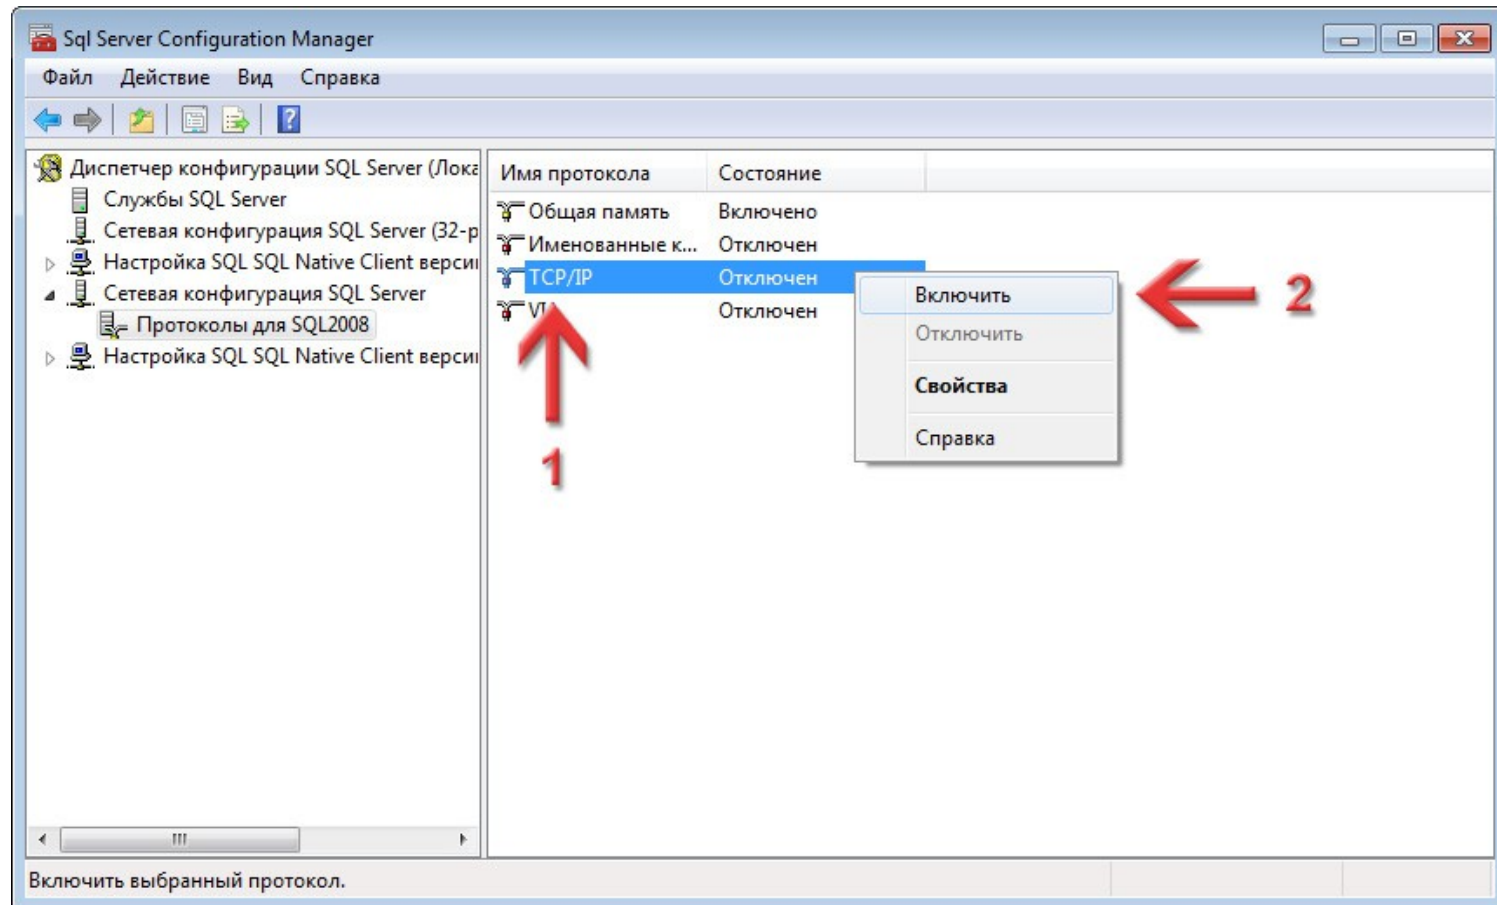 Sql Server Configuration Manager
Файл Действие Вид Справка
Диспетчер конфигурации SQL Server (Лока
Службы SQL Server
Сетевая конфигурация SQL Server (32-р
Настройка SQL SQL Native Client верси
Сетевая конфигурация SQL Server
Протоколы для SQL2008
Настройка SQL SQL Native Client верси
Имя протокола Состояние
Общая память Включено
Именованные к... Отключен
TCP/IP Отключен
VI Отключен
Включить
Отключить
Свойства
Справка
1
2
Включить выбранный протокол.